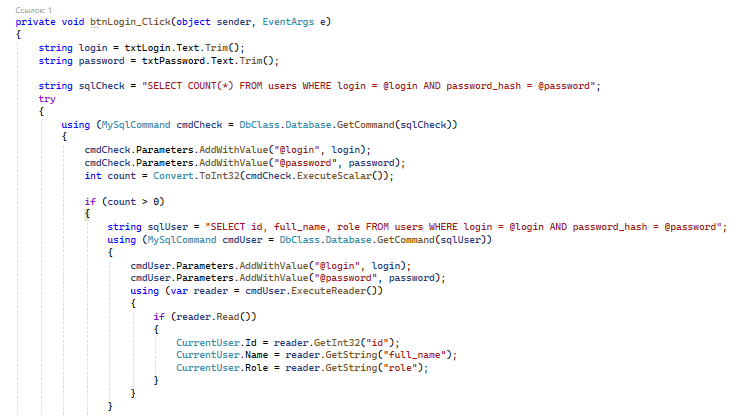 Ссылок: 1
private void btnLogin_Click(object sender, EventArgs e)
{
    string login = txtLogin.Text.Trim();
    string password = txtPassword.Text.Trim();

    string sqlCheck = "SELECT COUNT(*) FROM users WHERE login = @login AND password_hash = @password";
    try
    {
        using (MySqlCommand cmdCheck = DbClass.Database.GetCommand(sqlCheck))
        {
            cmdCheck.Parameters.AddWithValue("@login", login);
            cmdCheck.Parameters.AddWithValue("@password", password);
            int count = Convert.ToInt32(cmdCheck.ExecuteScalar());

            if (count > 0)
            {
                string sqlUser = "SELECT id, full_name, role FROM users WHERE login = @login AND password_hash = @password";
                using (MySqlCommand cmdUser = DbClass.Database.GetCommand(sqlUser))
                {
                    cmdUser.Parameters.AddWithValue("@login", login);
                    cmdUser.Parameters.AddWithValue("@password", password);
                    using (var reader = cmdUser.ExecuteReader())
                    {
                        if (reader.Read())
                        {
                            CurrentUser.Id = reader.GetInt32("id");
                            CurrentUser.Name = reader.GetString("full_name");
                            CurrentUser.Role = reader.GetString("role");
                        }
                    }
                }